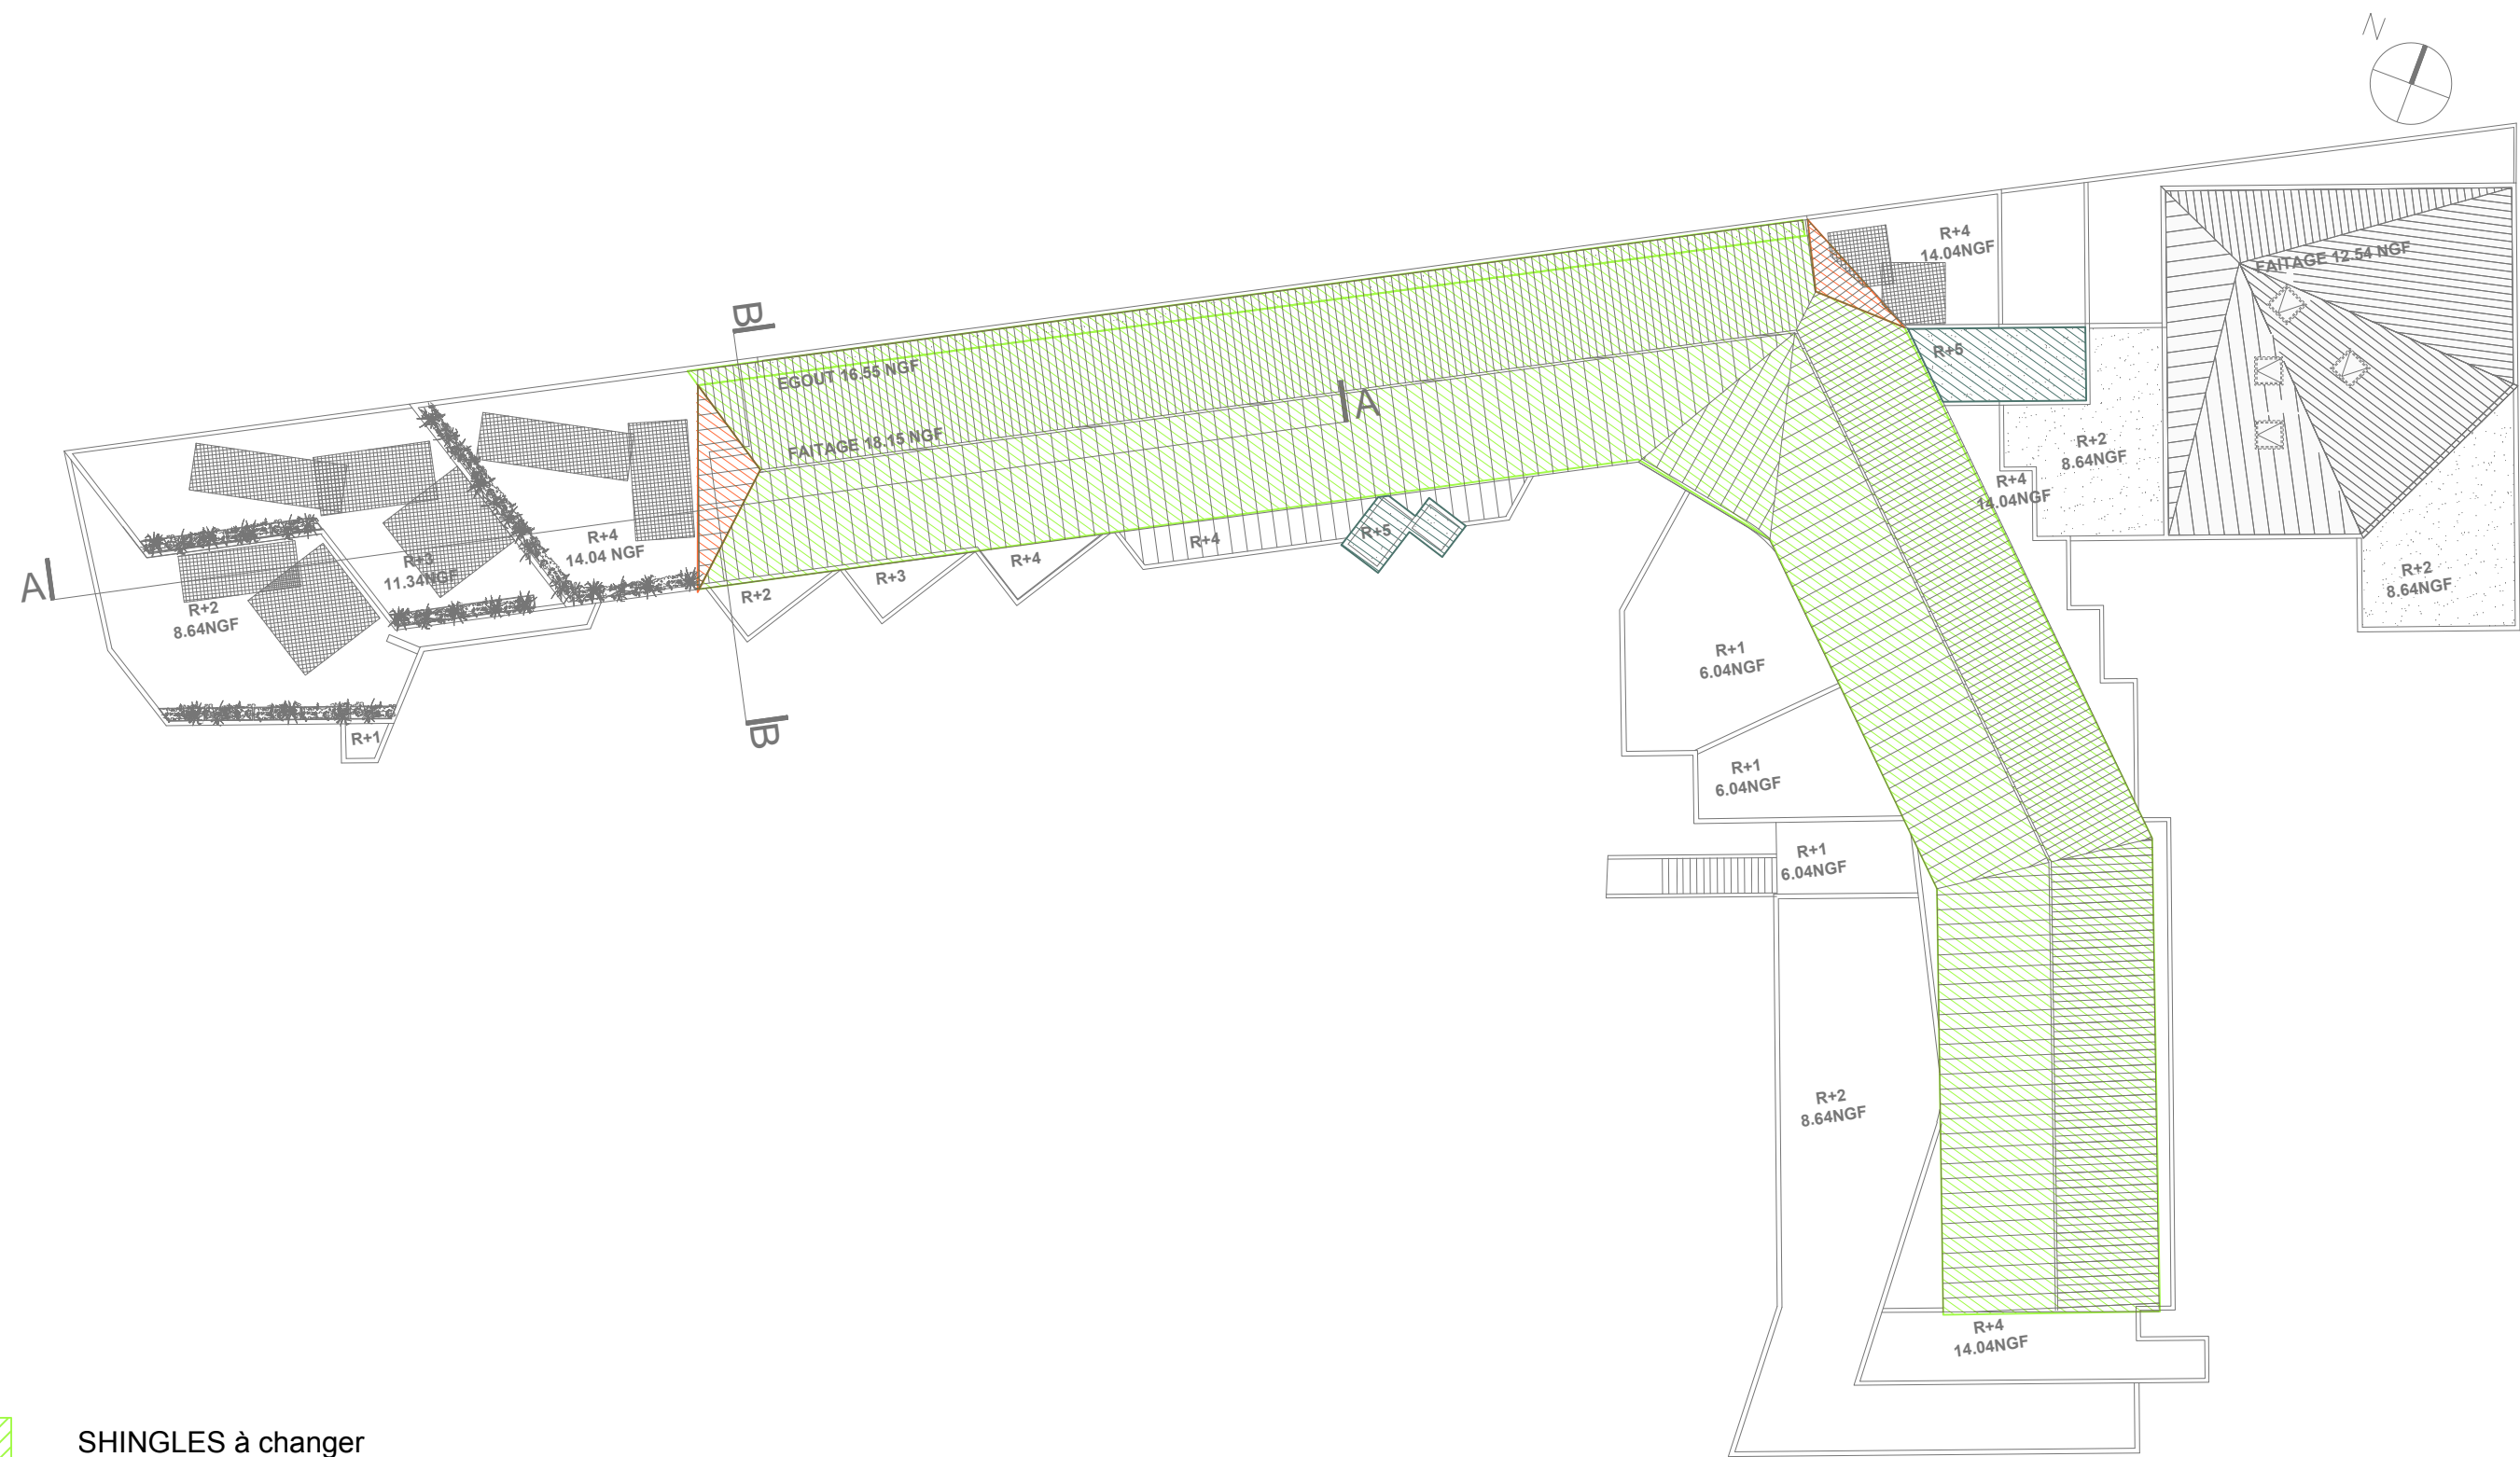 N
R+4
14.04NGF
FAITAGE 12.54 NGF
B
EGOUT 16.55 NGF
R+5
A
FAITAGE 18.15 NGF
R+2
8.64NGF
R+4
14.04NGF
R+4
14.04 NGF
R+3
11.34NGF
R+4
R+5
R+4
R+3
R+2
A
R+2
8.64NGF
R+2
8.64NGF
R+1
6.04NGF
B
R+1
R+1
6.04NGF
R+1
6.04NGF
R+2
8.64NGF
R+4
14.04NGF
SHINGLES à changer